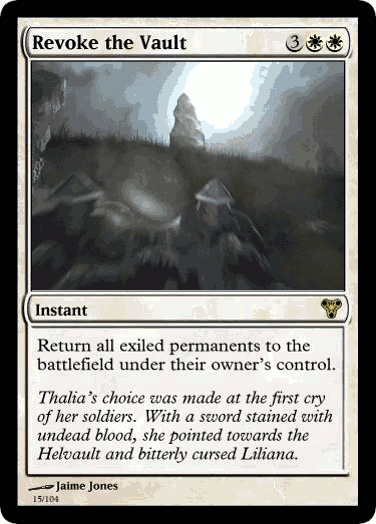 Revoke the Vault 3
Instant
Return all exiled permanents to the
battlefield under their owner's control.
Thalia's choice was made at the first cry
of her soldiers. With a sword stained with
undead blood, she pointed towards the
Helvault and bitterly cursed Liliana.
Jaime Jones
15/104